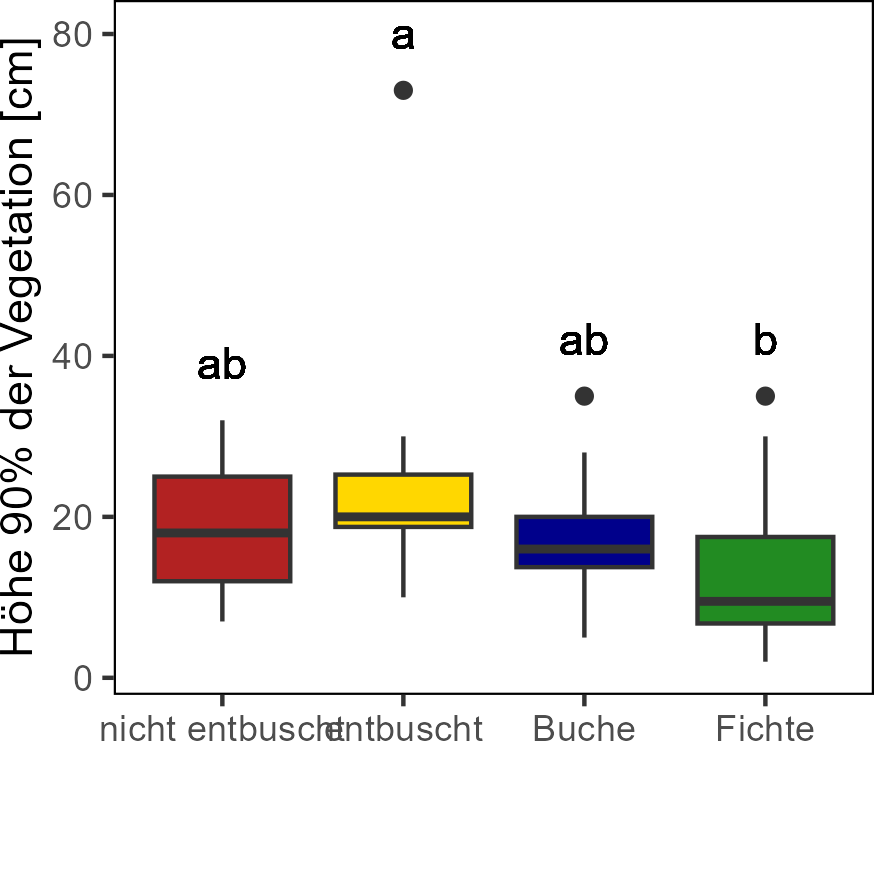 Höhe 90% der Vegetation [cm]
80
60
40
20
0
a
ab
ab
b
nicht entbuscht
entbuscht
Buche
Fichte